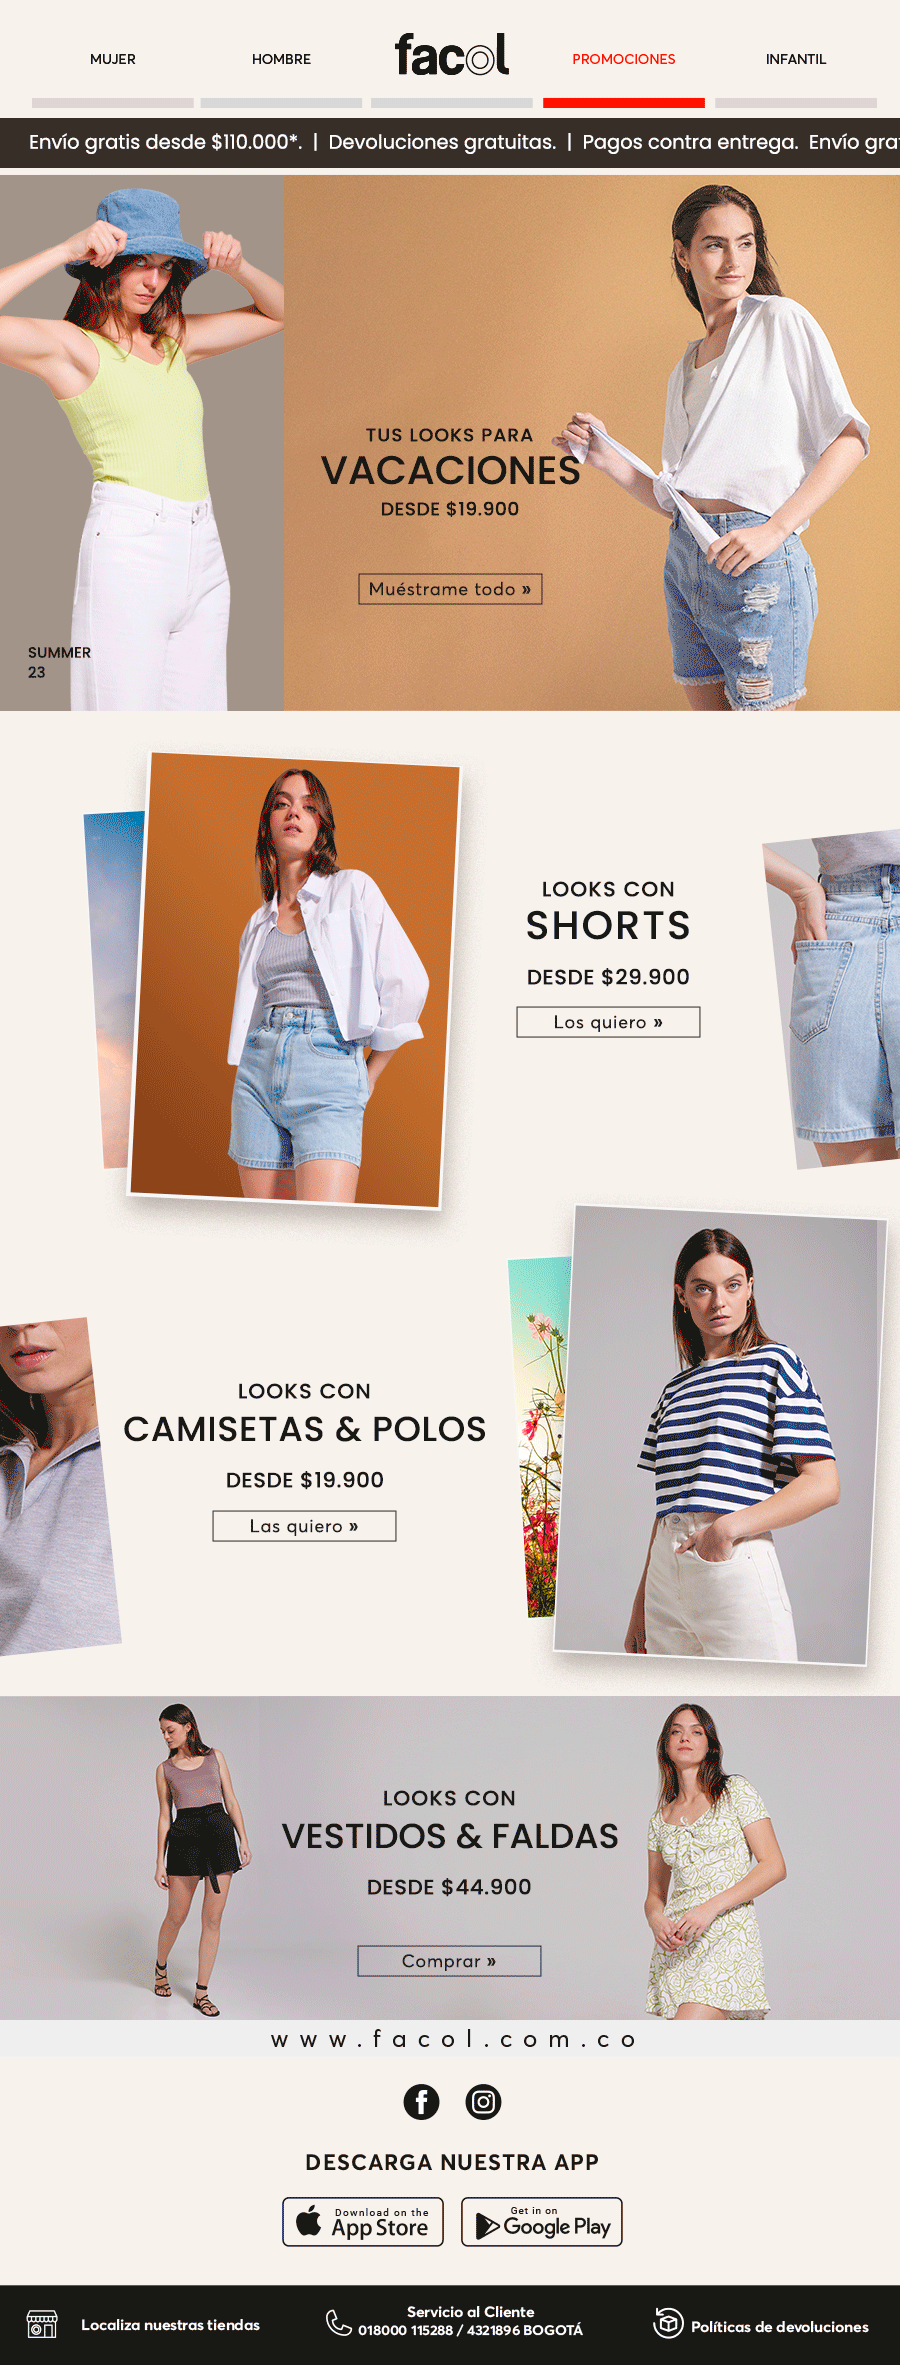 facol
MUJER
HOMBRE
PROMOCIONES
INFANTIL
Envío gratis desde $110.000*. | Devoluciones gratuitas. | Pagos contra entrega. Envío gra
TUS LOOKS PARA
VACACIONES
DESDE $19.900
Muéstrame todo »
SUMMER
23
LOOKS CON
SHORTS
DESDE $29.900
Los quiero »
LOOKS CON
CAMISETAS & POLOS
DESDE $19.900
Las quiero »
LOOKS CON
VESTIDOS & FALDAS
DESDE $44.900
Comprar »
www.facol.com.co
DESCARGA NUESTRA APP
Download on the
App Store
Get in on
Google Play
Localiza nuestras tiendas
Servicio al Cliente
018000 115288 / 4321896 BOGOTÁ
Políticas de devoluciones